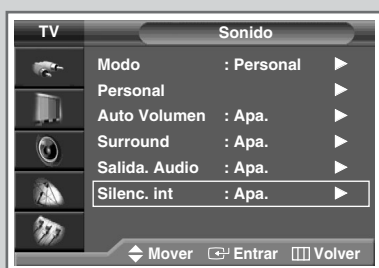 TV Sonido
Modo : Personal
Personal
Auto Volumen : Apa.
Surround : Apa.
Salida. Audio : Apa.
Silenc. int : Apa.
Mover Entrar Volver